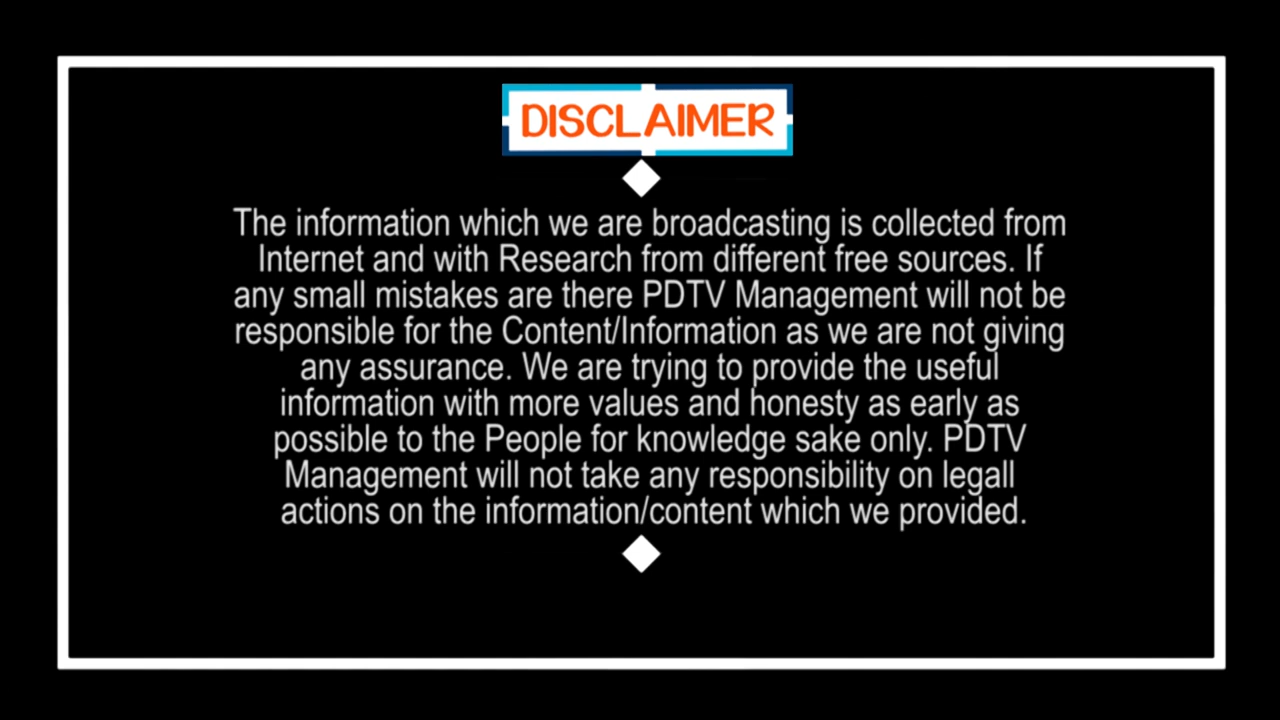 DISCLAIMER
The information which we are broadcasting is collected from
Internet and with Research from different free sources. If
any small mistakes are there PDTV Management will not be
responsible for the Content/Information as we are not giving
any assurance. We are trying to provide the useful
information with more values and honesty as early as
possible to the People for knowledge sake only. PDTV
Management will not take any responsibility on legall
actions on the information/content which we provided.